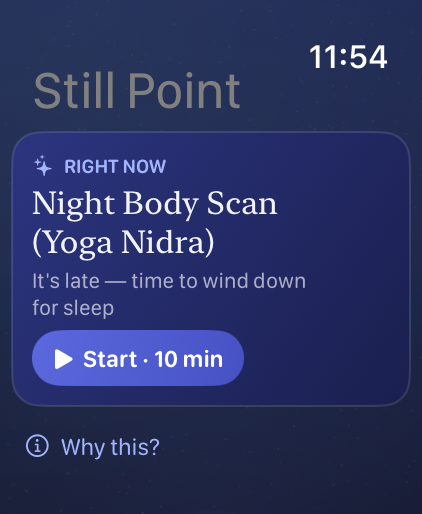 11:54
Still Point
RIGHT NOW
Night Body Scan
(Yoga Nidra)
It's late — time to wind down
for sleep
Start · 10 min
Why this?